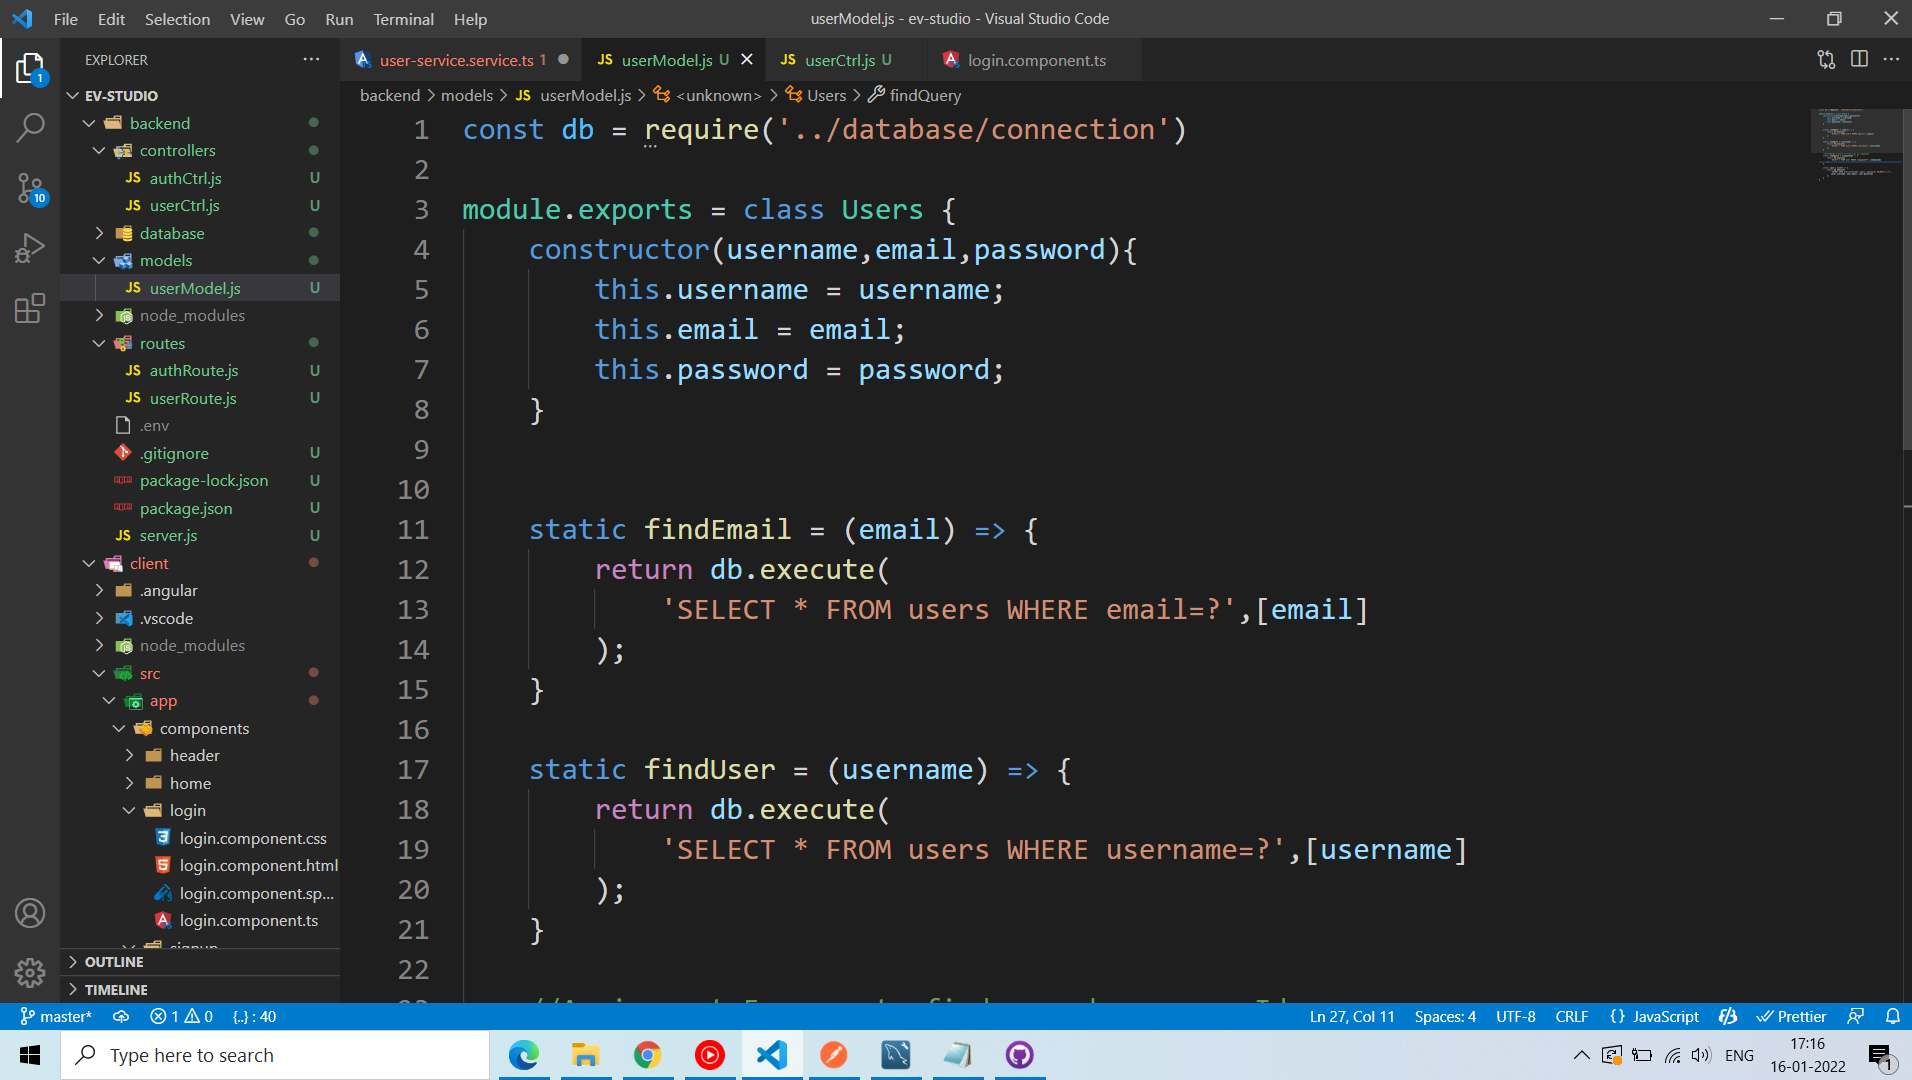 File Edit Selection View Go Run Terminal Help
userModel.js - ev-studio - Visual Studio Code
EXPLORER
EV-STUDIO
backend
controllers
authCtrl.js U
userCtrl.js U
database
models
userModel.js U
node_modules
routes
authRoute.js U
userRoute.js U
.env
.gitignore U
package-lock.json U
package.json U
server.js U
client
.angular
.vscode
node_modules
src
app
components
header
home
login
login.component.css
login.component.html
login.component.sp...
login.component.ts
signup
OUTLINE
TIMELINE
1
10
user-service.service.ts 1
JS userModel.js U
JS userCtrl.js U
login.component.ts
backend > models > JS userModel.js > <unknown> > Users > findQuery
1 const db = require('../database/connection')
2
3 module.exports = class Users {
4 constructor(username,email,password){
5 this.username = username;
6 this.email = email;
7 this.password = password;
8 }
9
10
11 static findEmail = (email) => {
12 return db.execute(
13 'SELECT * FROM users WHERE email=?',[email]
14 );
15 }
16
17 static findUser = (username) => {
18 return db.execute(
19 'SELECT * FROM users WHERE username=?',[username]
20 );
21 }
22
master* 1 0 {..} : 40
Ln 27, Col 11 Spaces: 4 UTF-8 CRLF {} JavaScript Prettier
Type here to search
ENG
17:16
16-01-2022
1